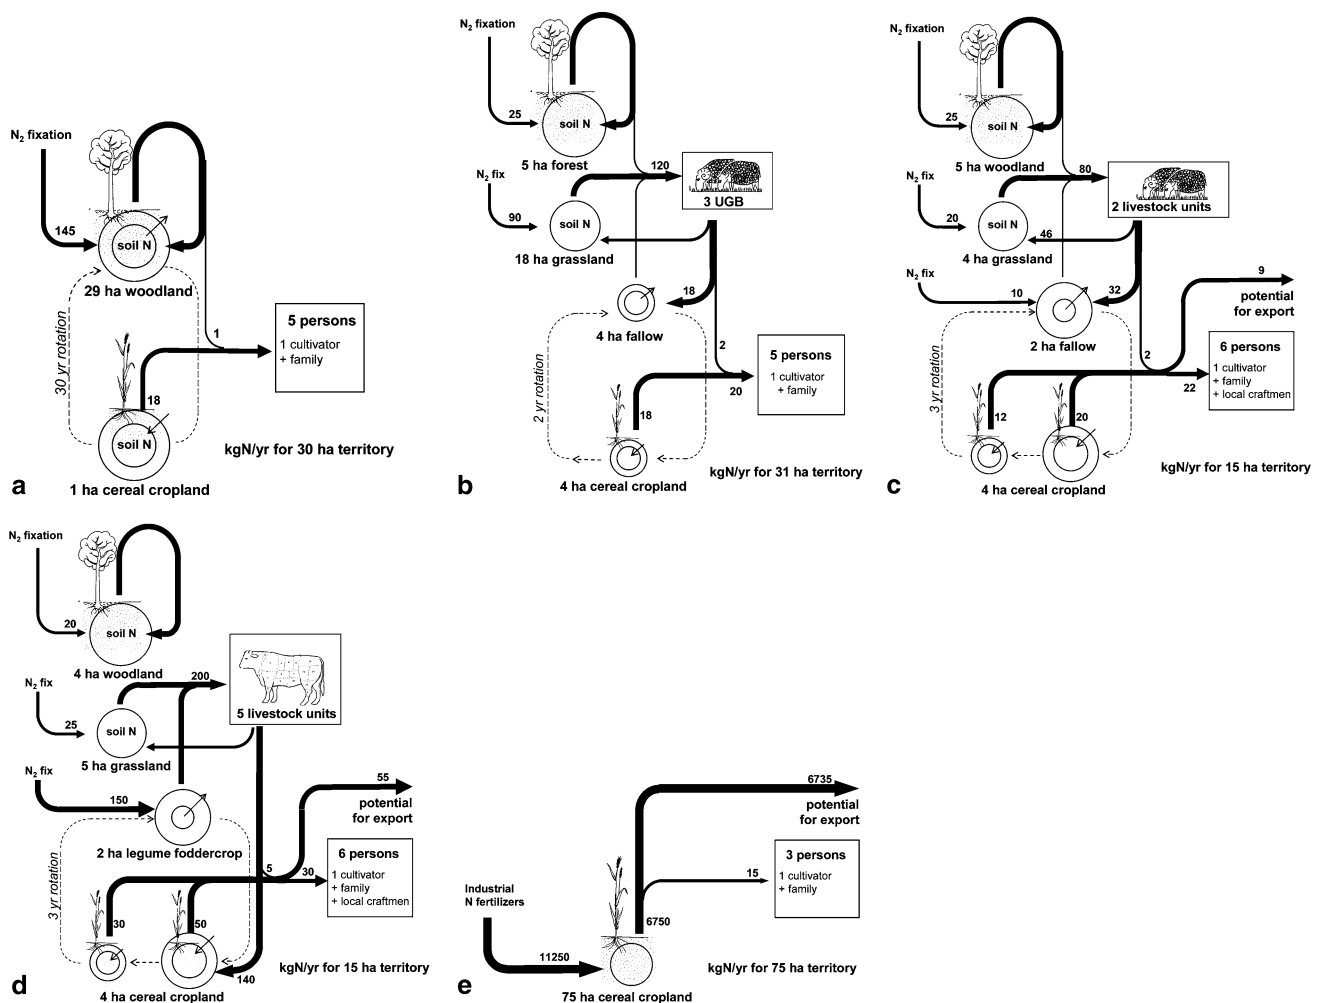 N2 fixation
145
soil N
29 ha woodland
30 yr rotation
1
5 persons
1 cultivator
+ family
18
soil N
kgN/yr for 30 ha territory
a
1 ha cereal cropland
N2 fixation
25
soil N
5 ha forest
N2 fix
120
3 UGB
90
soil N
18 ha grassland
18
4 ha fallow
2 yr rotation
2
5 persons
1 cultivator
+ family
20
18
kgN/yr for 31 ha territory
b
4 ha cereal cropland
N2 fixation
25
soil N
5 ha woodland
N2 fix
80
2 livestock units
20
soil N
46
4 ha grassland
N2 fix
10
32
9
potential
for export
2 ha fallow
3 yr rotation
2
6 persons
1 cultivator
+ family
+ local craftmen
22
12
20
kgN/yr for 15 ha territory
c
4 ha cereal cropland
N2 fixation
20
soil N
4 ha woodland
N2 fix
200
5 livestock units
25
soil N
5 ha grassland
N2 fix
150
55
potential
for export
2 ha legume foddercrop
3 yr rotation
5
30
6 persons
1 cultivator
+ family
+ local craftmen
30
50
140
kgN/yr for 15 ha territory
d
4 ha cereal cropland
6735
potential
for export
3 persons
1 cultivator
+ family
15
Industrial
N fertilizers
6750
11250
kgN/yr for 75 ha territory
e
75 ha cereal cropland